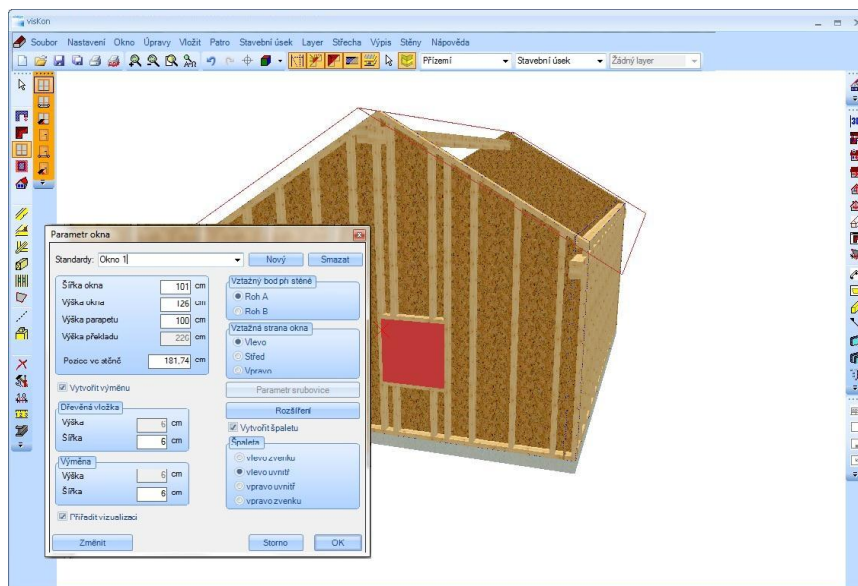 visKon
Soubor Nastavení Okno Úpravy Vložit Patro Stavební úsek Layer Střecha Výpis Stěny Nápověda
Přízemí Stavební úsek Žádný layer
Parametr okna
Standardy: Okno 1 Nový Smazat
Šířka okna 101 cm
Výška okna 126 cm
Výška parapetu 100 cm
Výška překladu 226 cm
Pozice ve stěně 181,74 cm
Vytvořit výměnu
Dřevěná vložka
Výška 6 cm
Šířka 6 cm
Výměna
Výška 6 cm
Šířka 6 cm
Přiřadit vizualizaci
Vztažný bod při stěně
Roh A
Roh B
Vztažná strana okna
Vlevo
Střed
Vpravo
Parametr srubovice
Rozšíření
Vytvořit špaletu
Špaleta
vlevo zvenku
vlevo uvnitř
vpravo uvnitř
vpravo zvenku
Změnit Storno OK